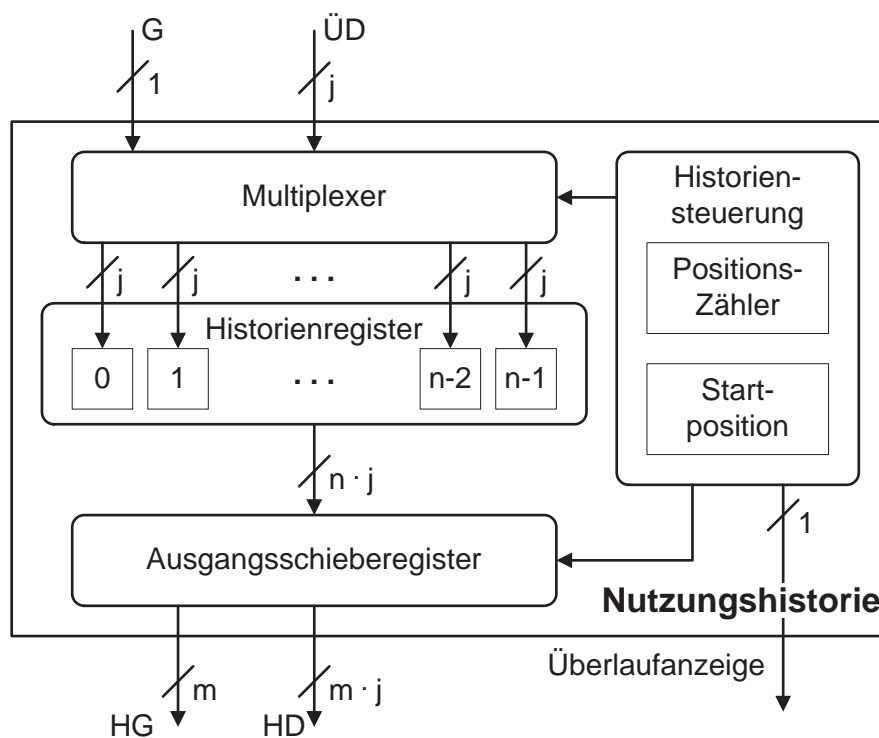 G
ÜD
1
j
Multiplexer
Historien-
steuerung
Positions-
Zähler
Start-
position
j
j
. . .
j
j
Historienregister
0
1
. . .
n-2
n-1
n · j
1
Ausgangsschieberegister
Nutzungshistorie
Überlaufanzeige
m
m · j
HG
HD